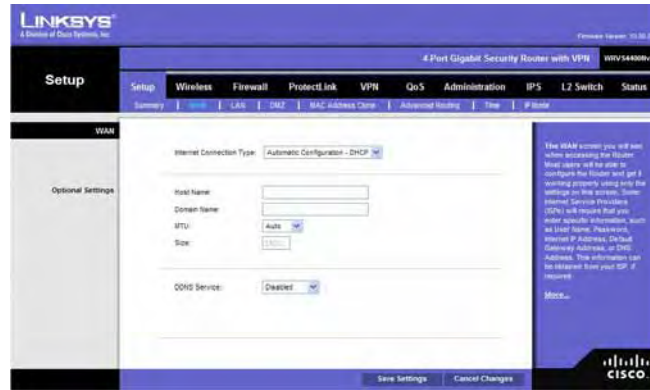 LINKSYS®
A Division of Cisco Systems, Inc.
Firmware Version:
4-Port Gigabit Security Router with VPN
Setup
Setup Wireless Firewall ProtectLink VPN QoS Administration IPS L2 Switch Status
Summary | WAN | LAN | DMZ | MAC Address Clone | Advanced Routing | Time | IP Mode
WAN
Internet Connection Type: Automatic Configuration - DHCP
Optional Settings
Host Name:
Domain Name:
MTU: Auto
Size:
DDNS Service: Disabled
The WAN screen you will see
when accessing the Router.
Most users will be able to
configure the Router and get it
working properly using only the
settings on this screen. Some
Internet Service Providers
(ISPs) will require that you
enter specific information, such
as User Name, Password,
Internet IP Address, Default
Gateway Address, or DNS
Address. This information can
be obtained from your ISP, if
required.
More...
Save Settings Cancel Changes
CISCO